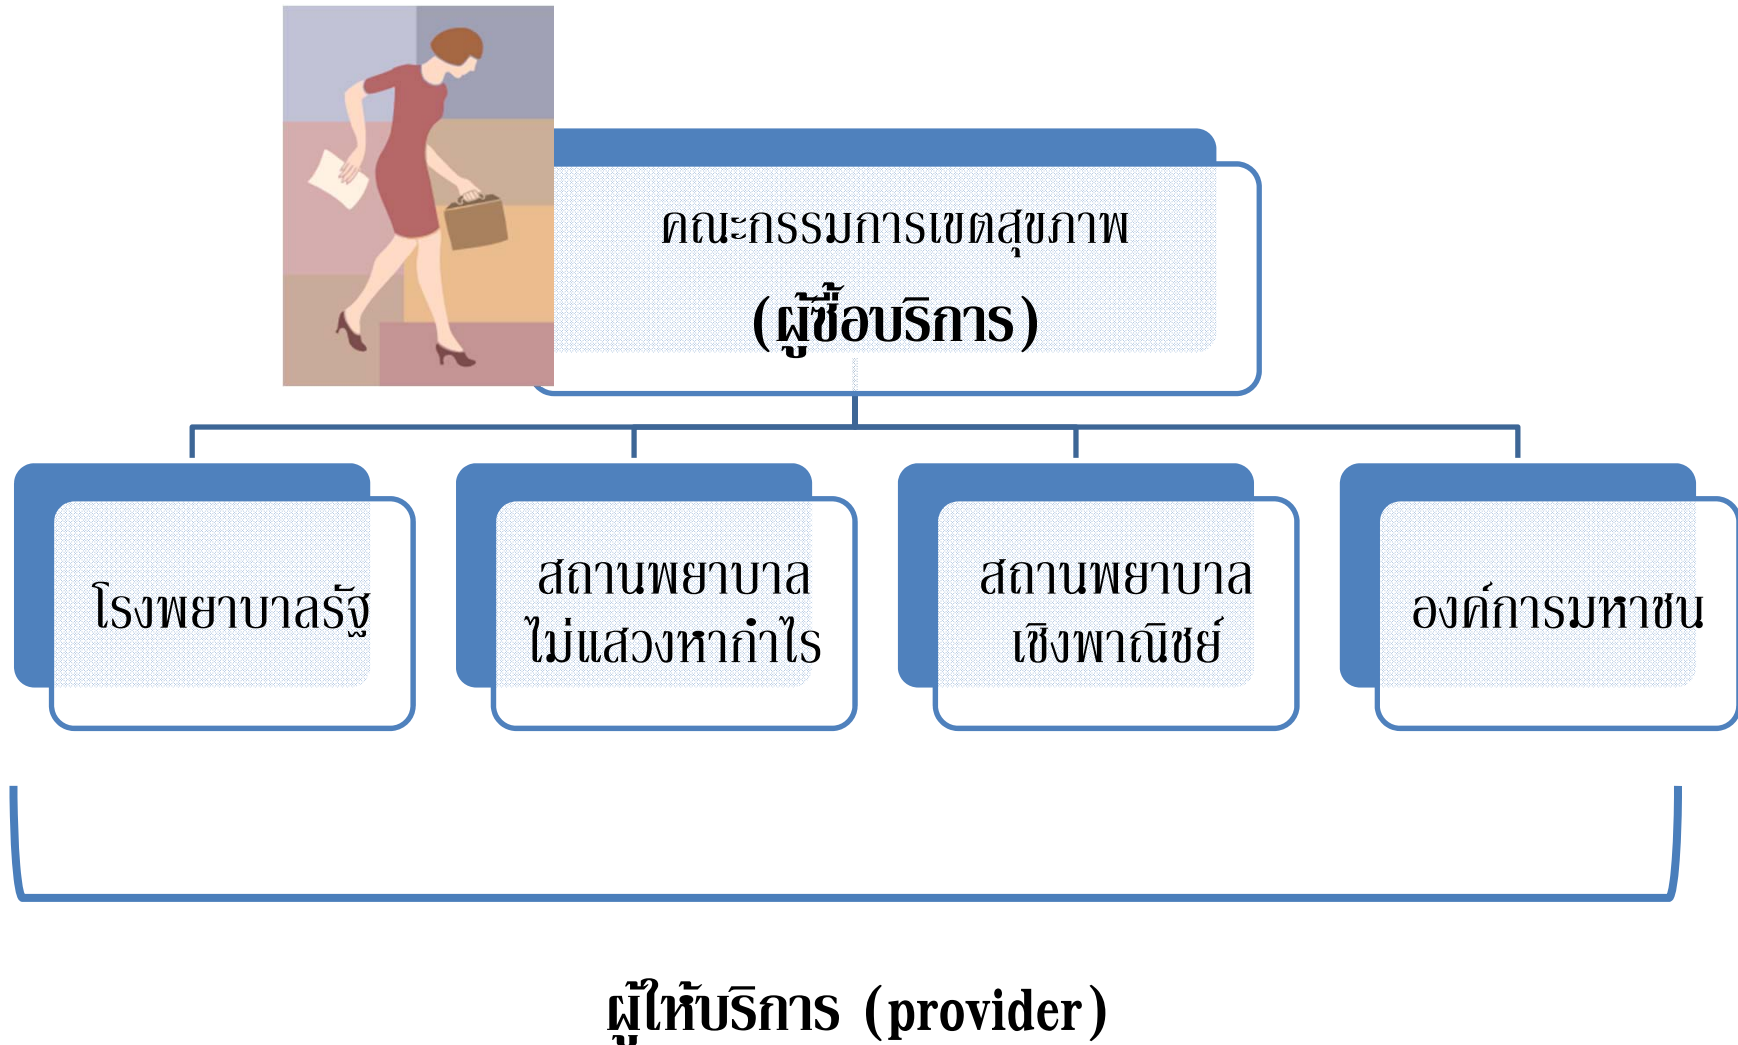 คณะกรรมการเขตสุขภาพ
(ผู้ซื้อบริการ)
โรงพยาบาลรัฐ
สถานพยาบาล
ไม่แสวงหากำไร
สถานพยาบาล
เชิงพาณิชย์
องค์การมหาชน
ผู้ให้บริการ (provider)